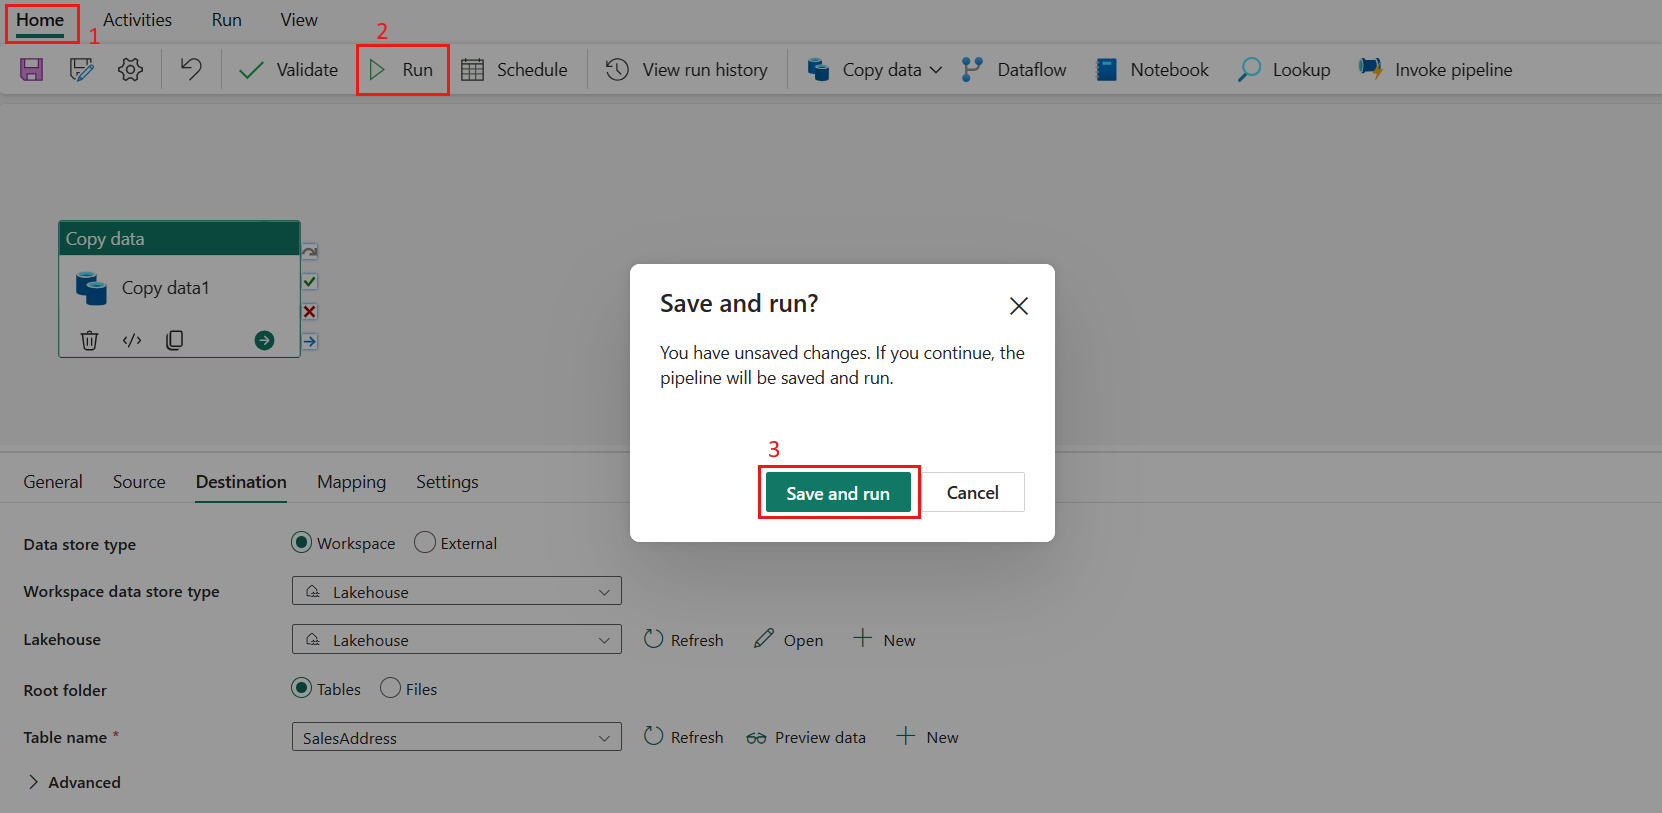 Home Activities Run View
1 2
Validate Run Schedule View run history Copy data Dataflow Notebook Lookup Invoke pipeline
Copy data
Copy data1
Save and run?
You have unsaved changes. If you continue, the
pipeline will be saved and run.
3
Save and run Cancel
General Source Destination Mapping Settings
Data store type Workspace External
Workspace data store type Lakehouse
Lakehouse Lakehouse Refresh Open New
Root folder Tables Files
Table name * SalesAddress Refresh Preview data New
Advanced